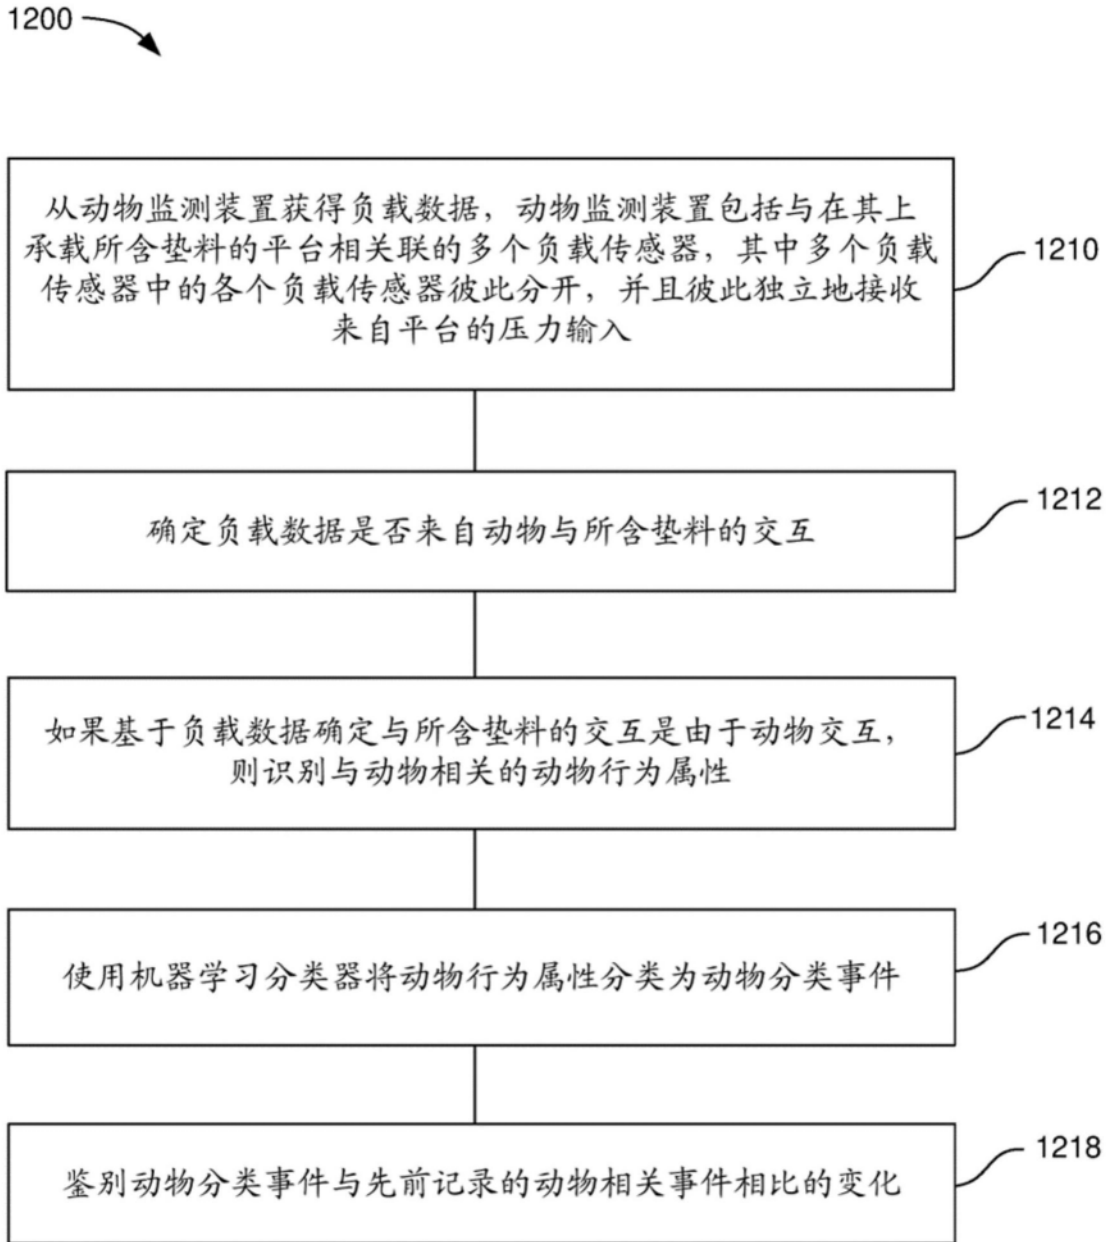 1200
从动物监测装置获得负载数据，动物监测装置包括与在其上
承载所含垫料的平台相关联的多个负载传感器，其中多个负载
传感器中的各个负载传感器彼此分开，并且彼此独立地接收
来自平台的压力输入
1210
确定负载数据是否来自动物与所含垫料的交互
1212
如果基于负载数据确定与所含垫料的交互是由于动物交互，
则识别与动物相关的动物行为属性
1214
使用机器学习分类器将动物行为属性分类为动物分类事件
1216
鉴别动物分类事件与先前记录的动物相关事件相比的变化
1218